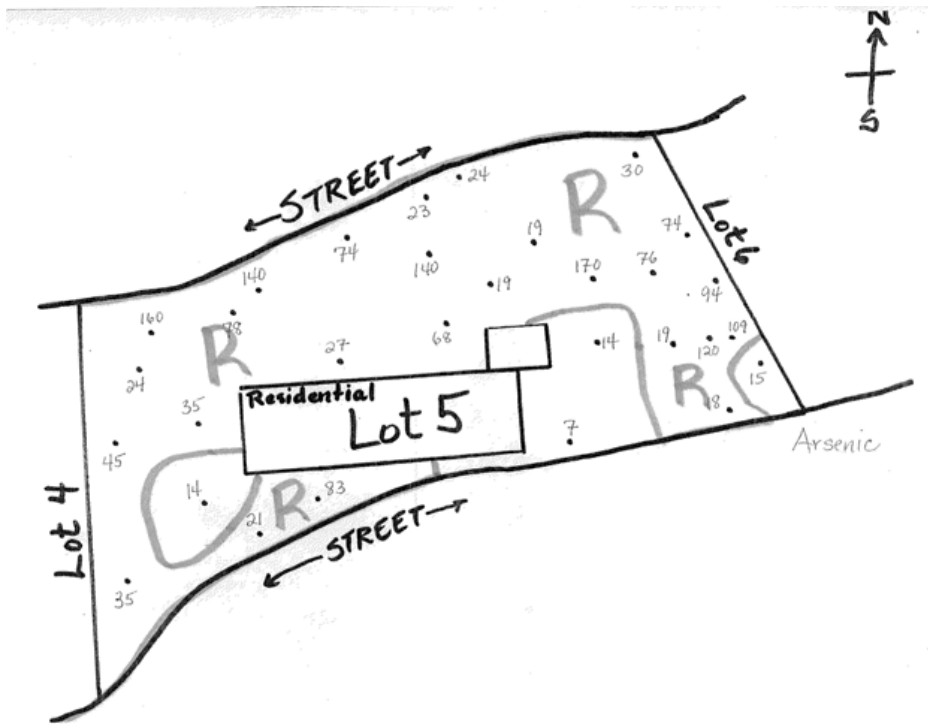 N
S
←STREET→
24
30
23
R
19
74
74
Lot 6
140
140
19
170
76
94
160
78
R
68
27
14
19
120
109
24
15
35
Residential
Lot 5
R
18
7
45
Arsenic
Lot 4
14
R
83
21
←STREET→
35